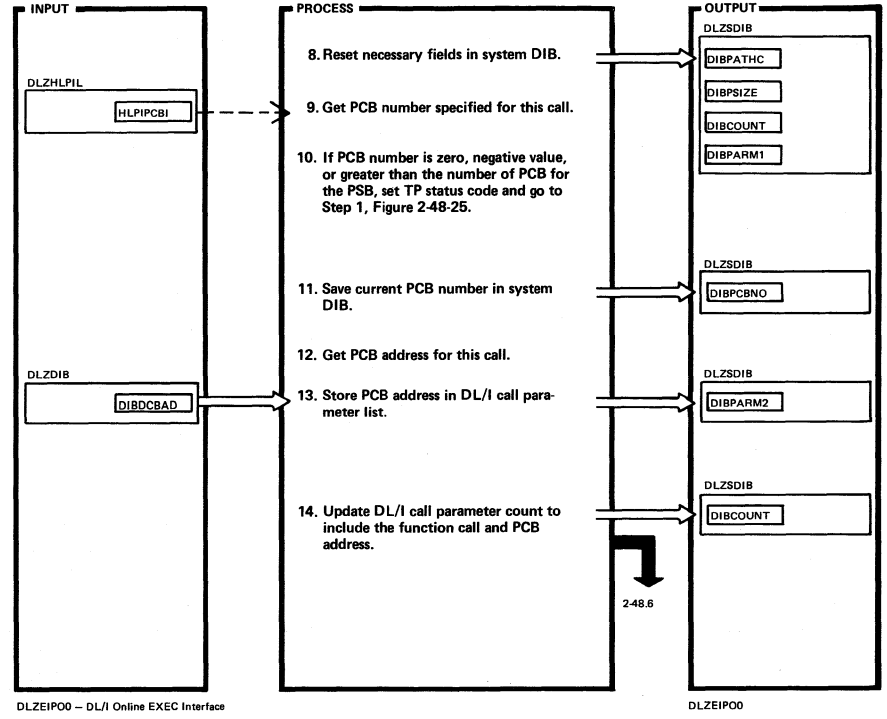 INPUT
PROCESS
OUTPUT
DLZSDIB
8. Reset necessary fields in system DIB.
DIBPATHC
DLZHLPIL
DIBPSIZE
HLPIPCBI
9. Get PCB number specified for this call.
DIBCOUNT
DIBPARM1
10. If PCB number is zero, negative value,
or greater than the number of PCB for
the PSB, set TP status code and go to
Step 1, Figure 2-48-25.
DLZSDIB
11. Save current PCB number in system
DIB.
DIBPCBNO
12. Get PCB address for this call.
DLZDIB
DLZSDIB
DIBDCBAD
13. Store PCB address in DL/I call para-
meter list.
DIBPARM2
DLZSDIB
14. Update DL/I call parameter count to
include the function call and PCB
address.
DIBCOUNT
2-48.6
DLZEIPO0 – DL/I Online EXEC Interface
DLZEIPO0